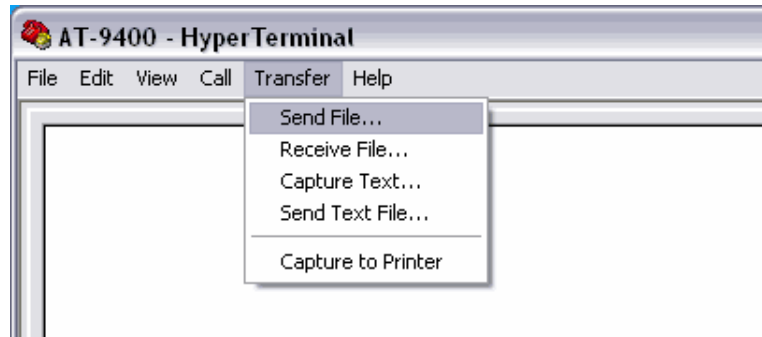 AT-9400 - HyperTerminal
File Edit View Call Transfer Help
Send File...
Receive File...
Capture Text...
Send Text File...
Capture to Printer